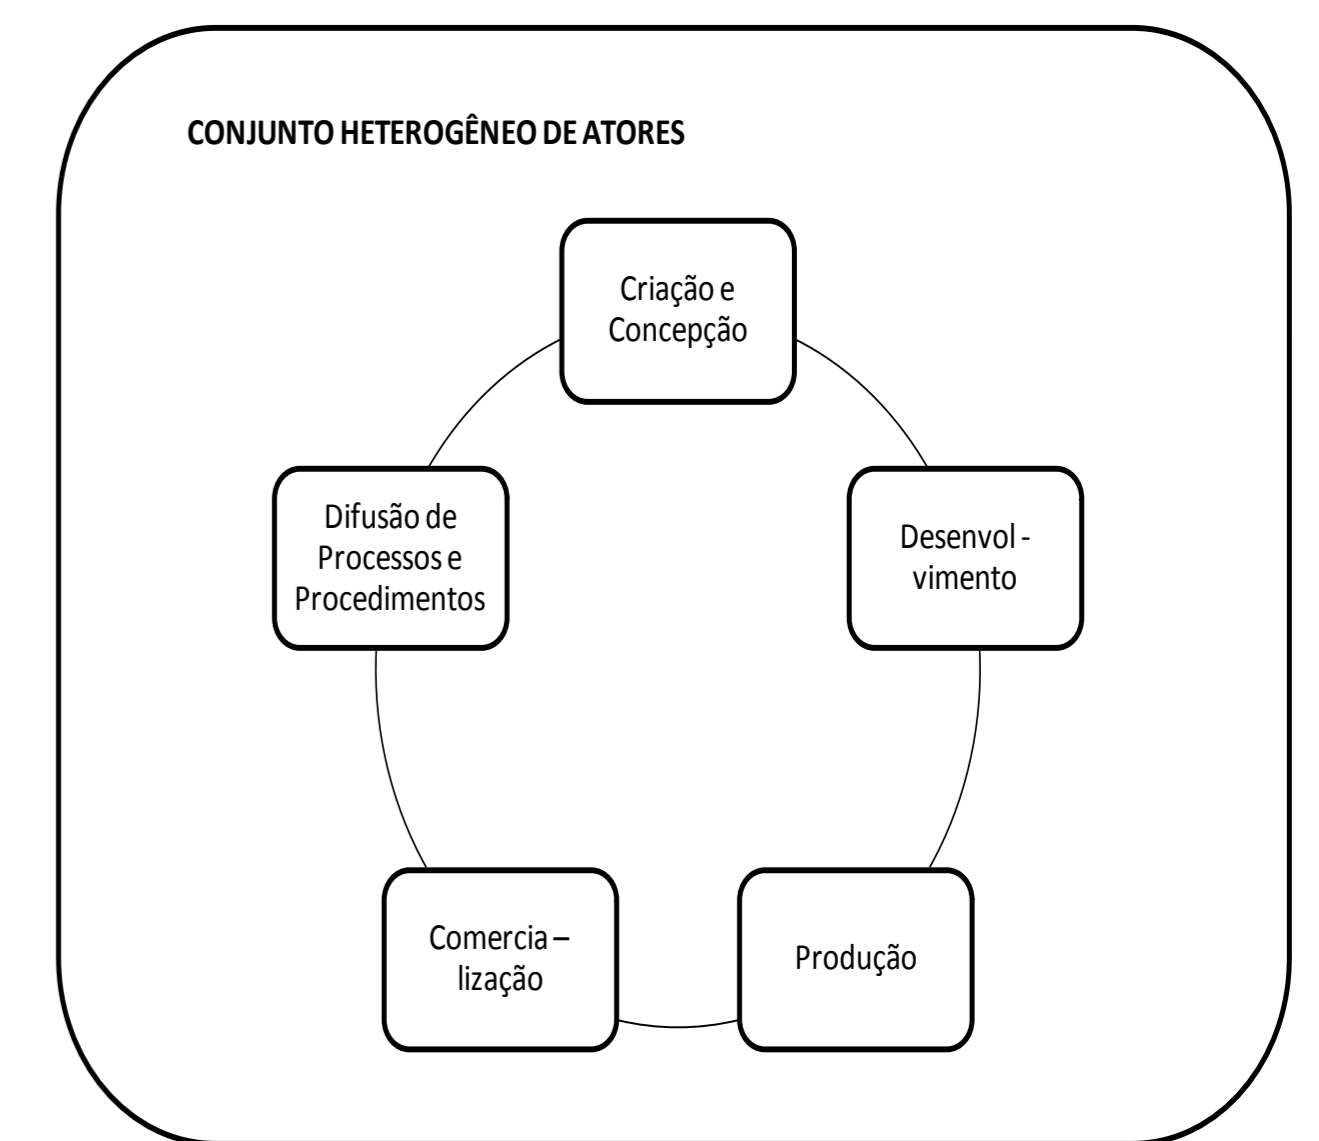 CONJUNTO HETEROGÊNEO DE ATORES
Criação e
Concepção
Difusão de
Processos e
Procedimentos
Desenvol -
vimento
Comercia –
lização
Produção